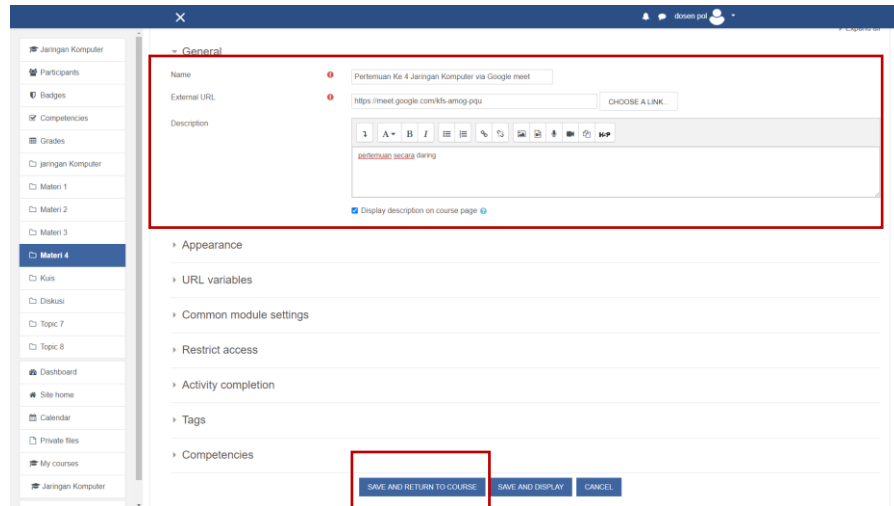 dosen pol
Expand all
Jaringan Komputer
Participants
Badges
Competencies
Grades
jaringan Komputer
Materi 1
Materi 2
Materi 3
Materi 4
Kuis
Diskusi
Topic 7
Topic 8
Dashboard
Site home
Calendar
Private files
My courses
Jaringan Komputer
General
Name
Pertemuan Ke 4 Jaringan Komputer via Google meet
External URL
https://meet.google.com/kfs-amog-pqu
CHOOSE A LINK...
Description
A B I H-P
pertemuan secara daring
Display description on course page
Appearance
URL variables
Common module settings
Restrict access
Activity completion
Tags
Competencies
SAVE AND RETURN TO COURSE SAVE AND DISPLAY CANCEL